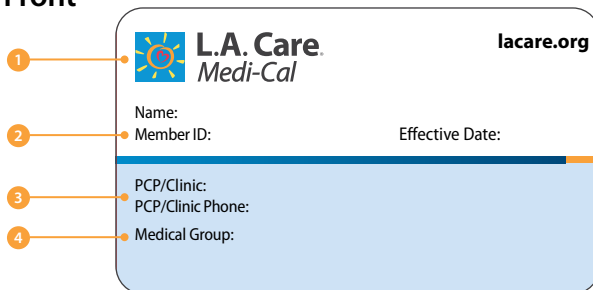 Front
L.A. Care. lacare.org
Medi-Cal
1
Name:
2 Member ID: Effective Date:
3 PCP/Clinic:
PCP/Clinic Phone:
4 Medical Group: